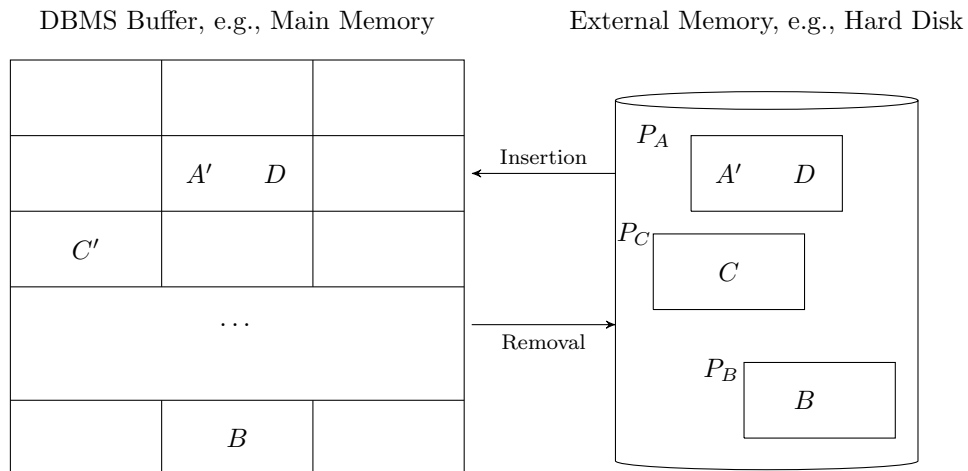 DBMS Buffer, e.g., Main Memory
External Memory, e.g., Hard Disk
A′ D
C′
...
B
Insertion
Removal
P_A
A′ D
P_C
C
P_B
B